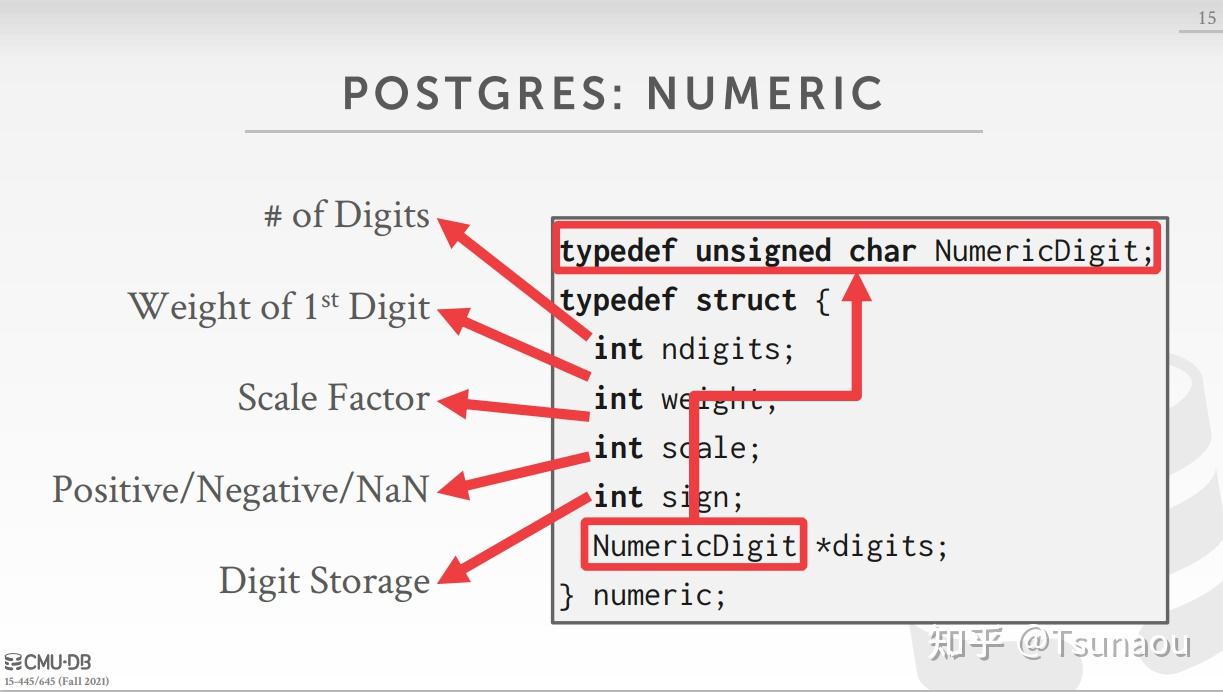 15
POSTGRES: NUMERIC
# of Digits
Weight of 1st Digit
Scale Factor
Positive/Negative/NaN
Digit Storage
typedef unsigned char NumericDigit;
typedef struct {
int ndigits;
int weight;
int scale;
int sign;
NumericDigit *digits;
} numeric;
CMU·DB
15-445/645 (Fall 2021)
知乎 @Tsunaou